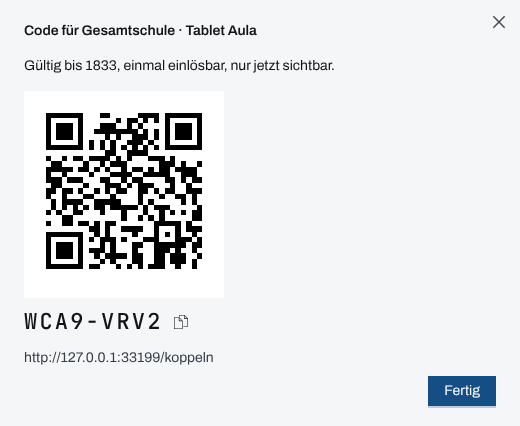 Code für Gesamtschule · Tablet Aula
Gültig bis 1833, einmal einlösbar, nur jetzt sichtbar.
WCA9-VRV2
http://127.0.0.1:33199/koppeln
Fertig